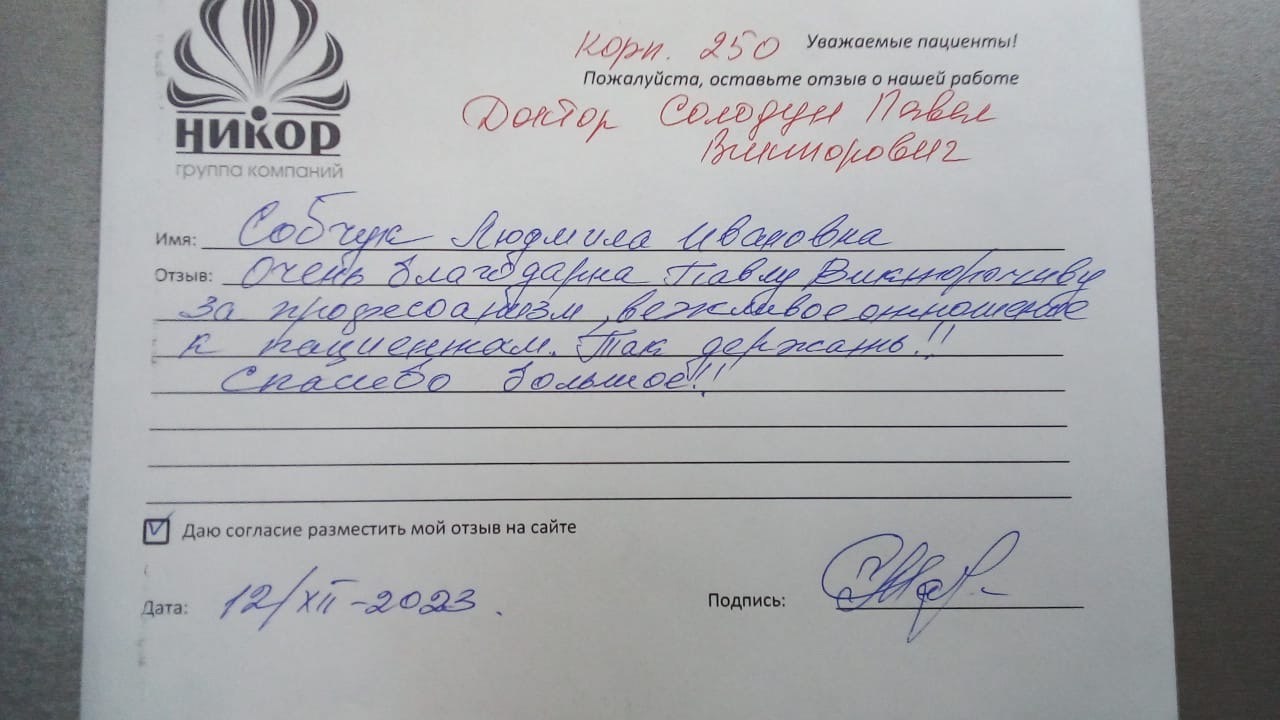 НИКОР
группа компаний
Корп. 250
Уважаемые пациенты!
Пожалуйста, оставьте отзыв о нашей работе
Доктор Солодун Павел
Викторович
Имя: Собчук Людмила Ивановна
Отзыв: Очень благодарна Павлу
за вежливое отношение
к пациентам. Так держать!!
Спасибо большое!!
Даю согласие разместить мой отзыв на сайте
Дата: 12/XII-2023.
Подпись: